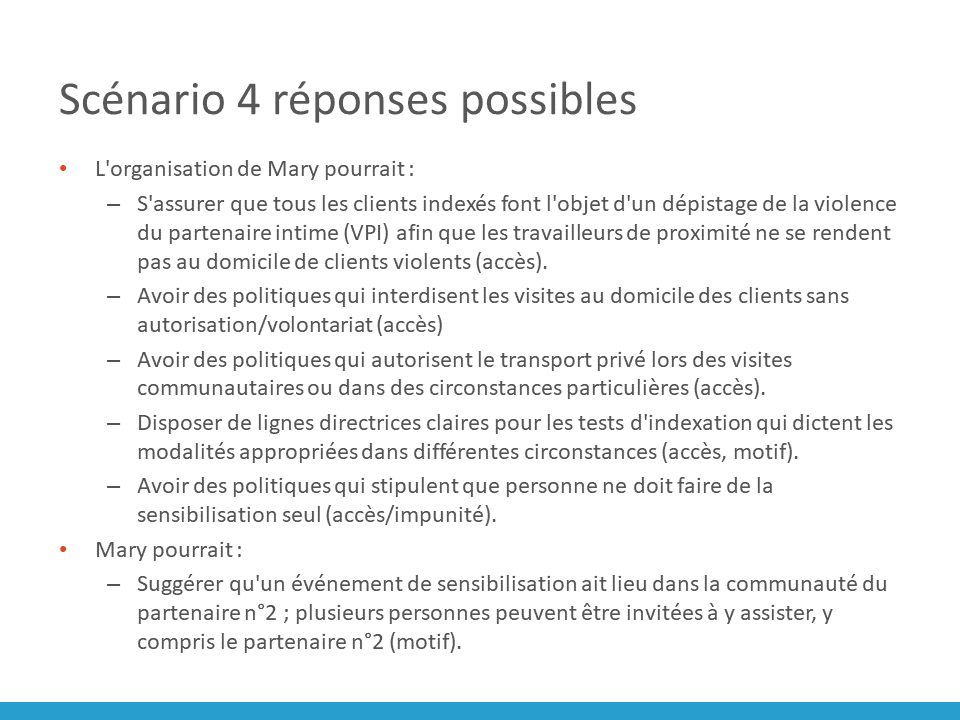 Scénario 4 réponses possibles
• L'organisation de Mary pourrait :
– S'assurer que tous les clients indexés font l'objet d'un dépistage de la violence
du partenaire intime (VPI) afin que les travailleurs de proximité ne se rendent
pas au domicile de clients violents (accès).
– Avoir des politiques qui interdisent les visites au domicile des clients sans
autorisation/volontariat (accès)
– Avoir des politiques qui autorisent le transport privé lors des visites
communautaires ou dans des circonstances particulières (accès).
– Disposer de lignes directrices claires pour les tests d'indexation qui dictent les
modalités appropriées dans différentes circonstances (accès, motif).
– Avoir des politiques qui stipulent que personne ne doit faire de la
sensibilisation seul (accès/impunité).
• Mary pourrait :
– Suggérer qu'un événement de sensibilisation ait lieu dans la communauté du
partenaire n°2 ; plusieurs personnes peuvent être invitées à y assister, y
compris le partenaire n°2 (motif).